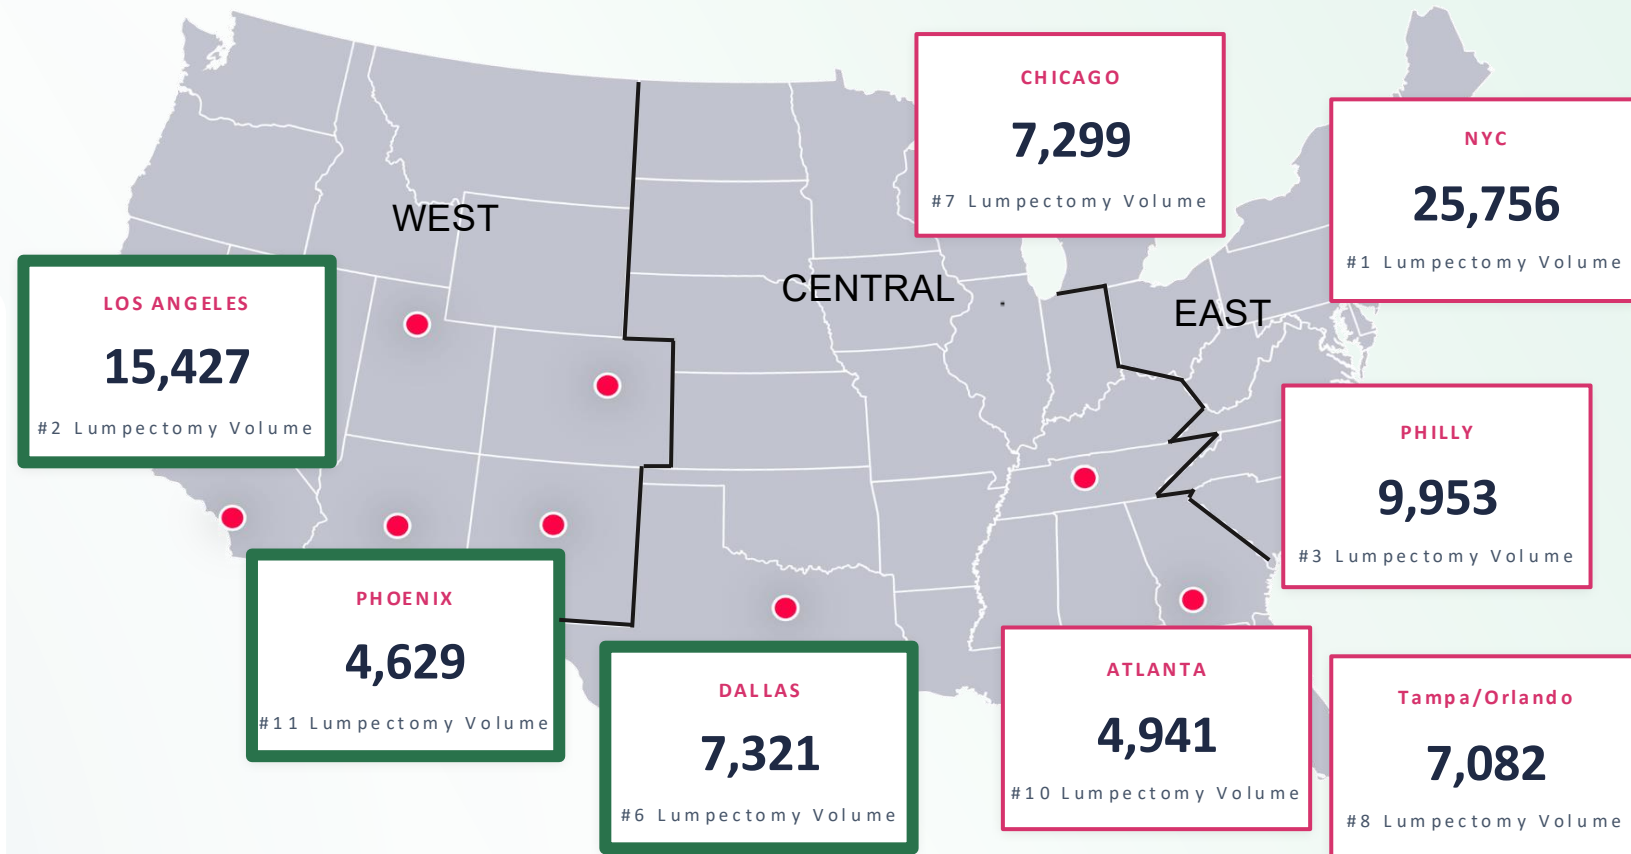 CHICAGO
7,299
#7 Lumpectomy Volume
NYC
25,756
#1 Lumpectomy Volume
WEST
CENTRAL
EAST
LOS ANGELES
15,427
#2 Lumpectomy Volume
PHILLY
9,953
#3 Lumpectomy Volume
PHOENIX
4,629
#11 Lumpectomy Volume
DALLAS
7,321
#6 Lumpectomy Volume
ATLANTA
4,941
#10 Lumpectomy Volume
Tampa/Orlando
7,082
#8 Lumpectomy Volume